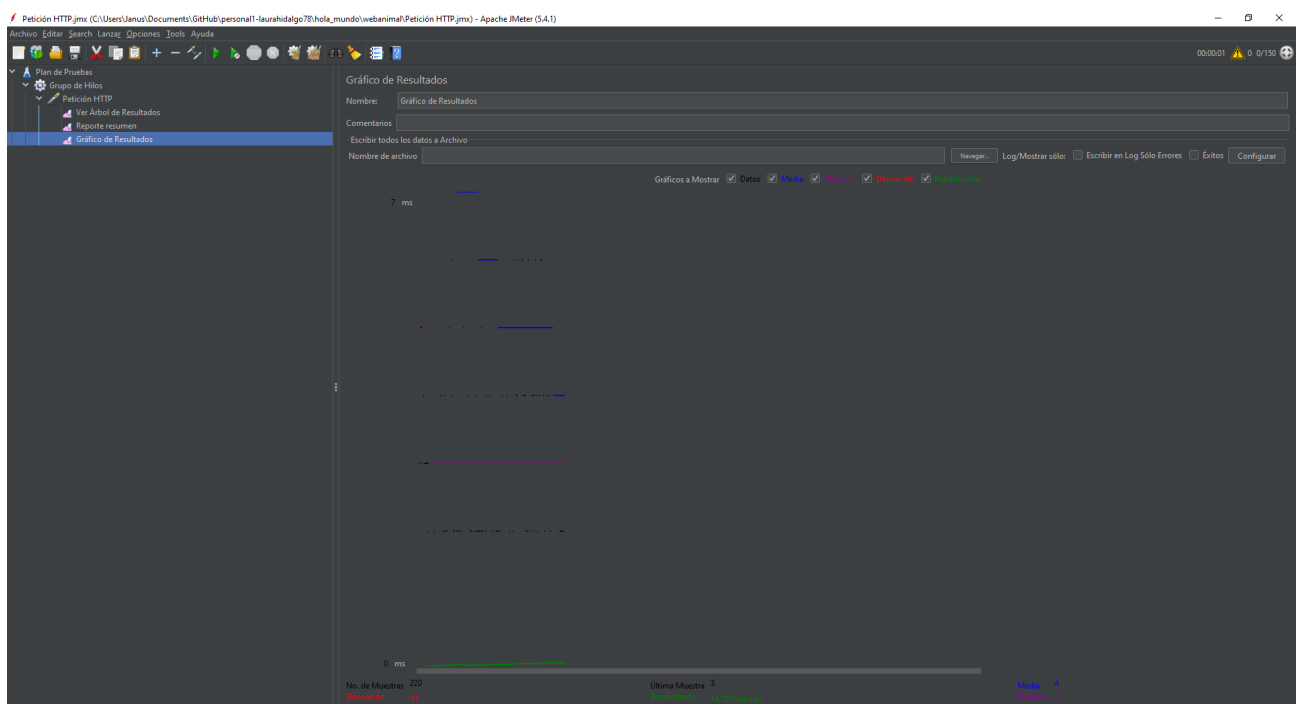 Petición HTTP.jmx (C:\Users\Janus\Documents\GitHub\personal1-laurahidalgo78\hola_mundo\webanimal\Petición HTTP.jmx) - Apache JMeter (5.4.1)
Archivo Editar Search Lanzar Opciones Tools Ayuda
00:00:01 0 0/150
Plan de Pruebas
Grupo de Hilos
Petición HTTP
Ver Árbol de Resultados
Reporte resumen
Gráfico de Resultados
Gráfico de Resultados
Nombre: Gráfico de Resultados
Comentarios
Escribir todos los datos a Archivo
Nombre de archivo Navegar... Log/Mostrar sólo: Escribir en Log Sólo Errores Éxitos Configurar
Gráficos a Mostrar Datos Media Desviación Rendimiento
7 ms
0 ms
No. de Muestras 220 Última Muestra 3 Media 4
Desviación Rendimiento